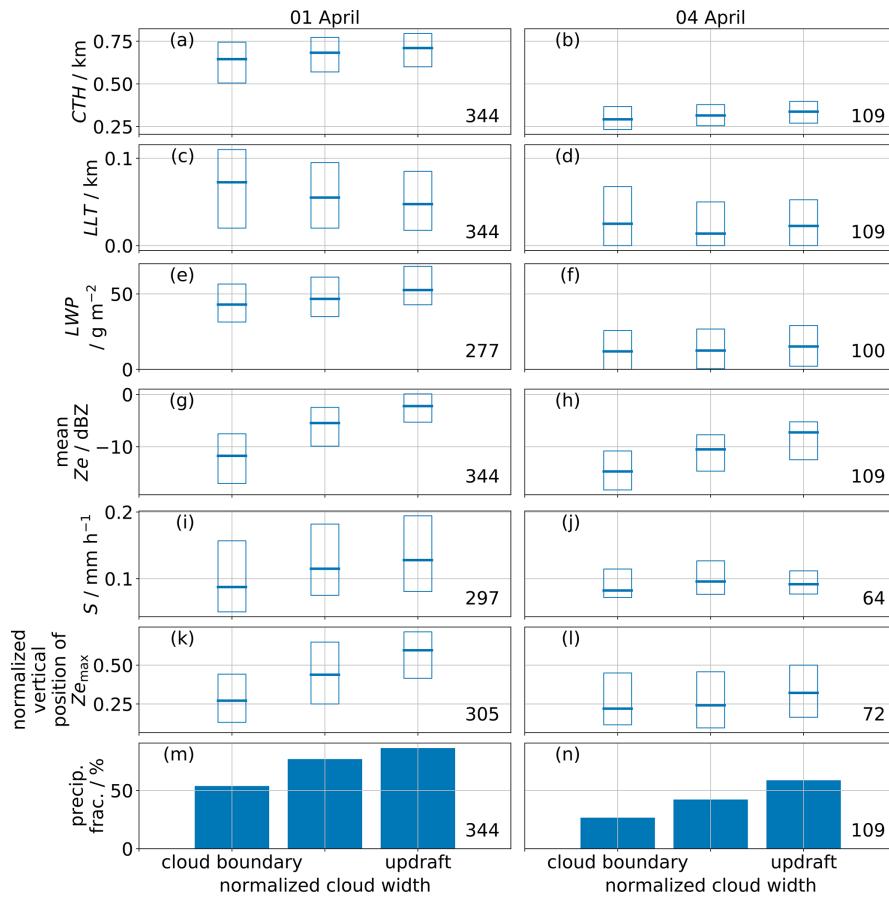 01 April
04 April
CTH / km
0.75
0.50
0.25
(a)
344
(b)
109
LLT / km
0.1
0.0
(c)
344
(d)
109
LWP
/ g m−2
50
0
(e)
277
(f)
100
mean
Ze / dBZ
0
−10
(g)
344
(h)
109
S / mm h−1
0.2
0.1
(i)
297
(j)
64
normalized
vertical
position of
Zemax
0.50
0.25
(k)
305
(l)
72
precip.
frac. / %
50
0
(m)
344
(n)
109
cloud boundary updraft
normalized cloud width
cloud boundary updraft
normalized cloud width